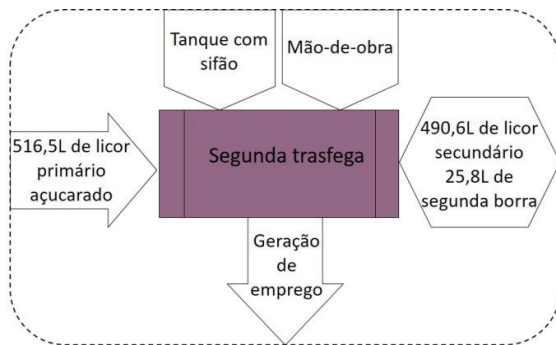 Tanque com
sifão
Mão-de-obra
516,5L de licor
primário
açucarado
Segunda trasfega
490,6L de licor
secundário
25,8L de
segunda borra
Geração
de
emprego